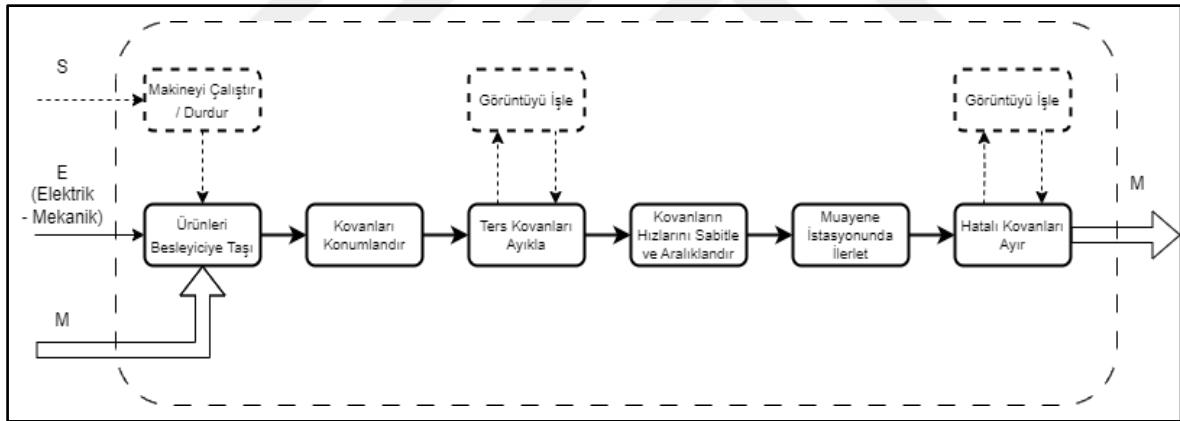 S
Makineyi Çalıştır
/ Durdur
Görüntüyü İşle
Görüntüyü İşle
E
(Elektrik
- Mekanik)
M
Ürünleri
Besleyiciye Taşı
Kovanları
Konumlandır
Ters Kovanları
Ayıkla
Kovanların
Hızlarını Sabitle
ve Aralıklandır
Muayene
İstasyonunda
İlerlet
Hatalı Kovanları
Ayır
M